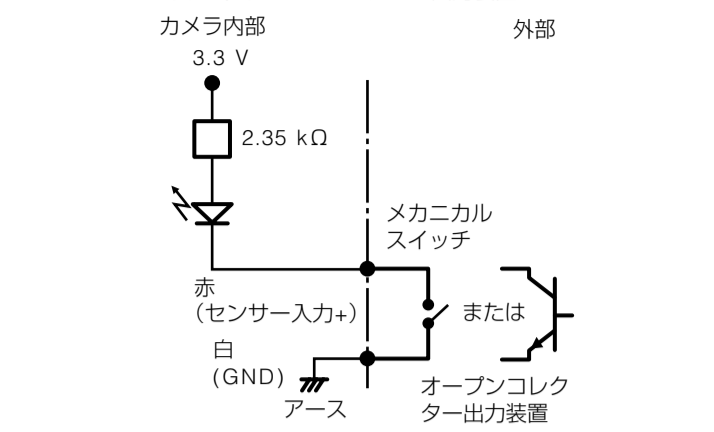 カメラ内部
外部
3.3 V
2.35 kΩ
メカニカル
スイッチ
赤
（センサー入力+）
または
白
(GND)
アース
オープンコレク
ター出力装置